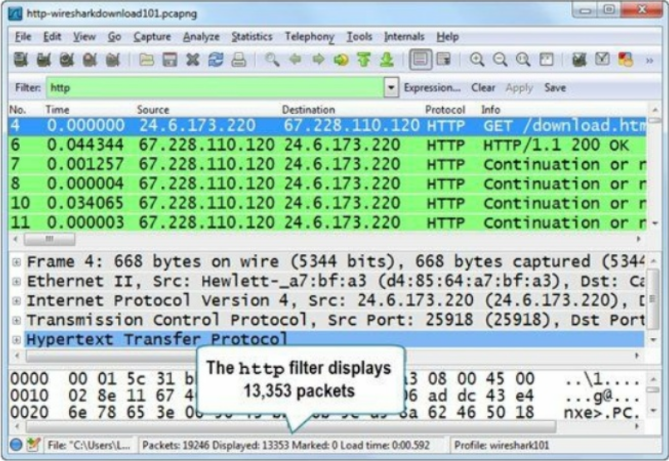 http-wiresharkdownload101.pcapng
File Edit View Go Capture Analyze Statistics Telephony Tools Internals Help
Filter: http Expression... Clear Apply Save
No. Time Source Destination Protocol Info
4 0.000000 24.6.173.220 67.228.110.120 HTTP GET /download.htm
6 0.044344 67.228.110.120 24.6.173.220 HTTP HTTP/1.1 200 OK
7 0.001257 67.228.110.120 24.6.173.220 HTTP Continuation or n
8 0.000004 67.228.110.120 24.6.173.220 HTTP Continuation or n
10 0.034065 67.228.110.120 24.6.173.220 HTTP Continuation or n
11 0.000003 67.228.110.120 24.6.173.220 HTTP Continuation or n
Frame 4: 668 bytes on wire (5344 bits), 668 bytes captured (5344
Ethernet II, Src: Hewlett-_a7:bf:a3 (d4:85:64:a7:bf:a3), Dst: Ca
Internet Protocol Version 4, Src: 24.6.173.220 (24.6.173.220), D
Transmission Control Protocol, Src Port: 25918 (25918), Dst Port
Hypertext Transfer Protocol
The http filter displays
13,353 packets
0000 00 01 5c 31 08 00 45 00 ..\1....
0010 02 8e 11 67 ad dc 43 e4 ...g@...
0020 6e 78 65 3e 62 46 50 18 nxe>.PC.
File: "C:\Users\L... Packets: 19246 Displayed: 13353 Marked: 0 Load time: 0:00.592 Profile: wireshark101